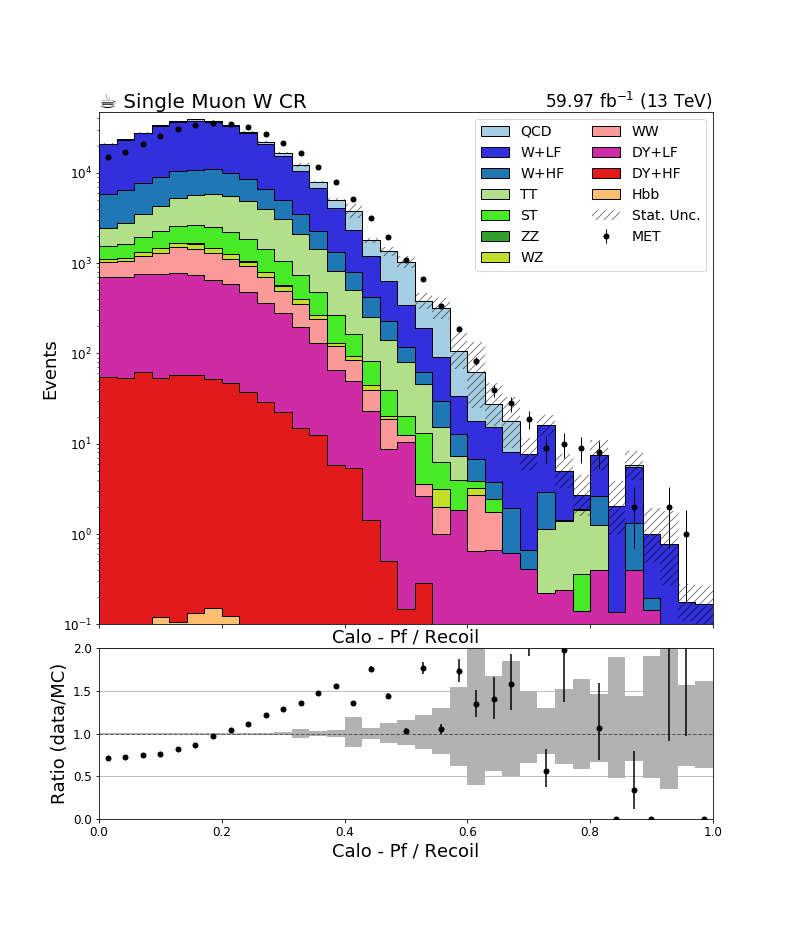 ☕ Single Muon W CR
59.97 fb⁻¹ (13 TeV)
QCD
W+LF
W+HF
TT
ST
ZZ
WZ
WW
DY+LF
DY+HF
Hbb
Stat. Unc.
MET
Events
10⁴
10³
10²
10¹
10⁰
10⁻¹
Calo - Pf / Recoil
Ratio (data/MC)
2.0
1.5
1.0
0.5
0.0
0.0 0.2 0.4 0.6 0.8 1.0
Calo - Pf / Recoil